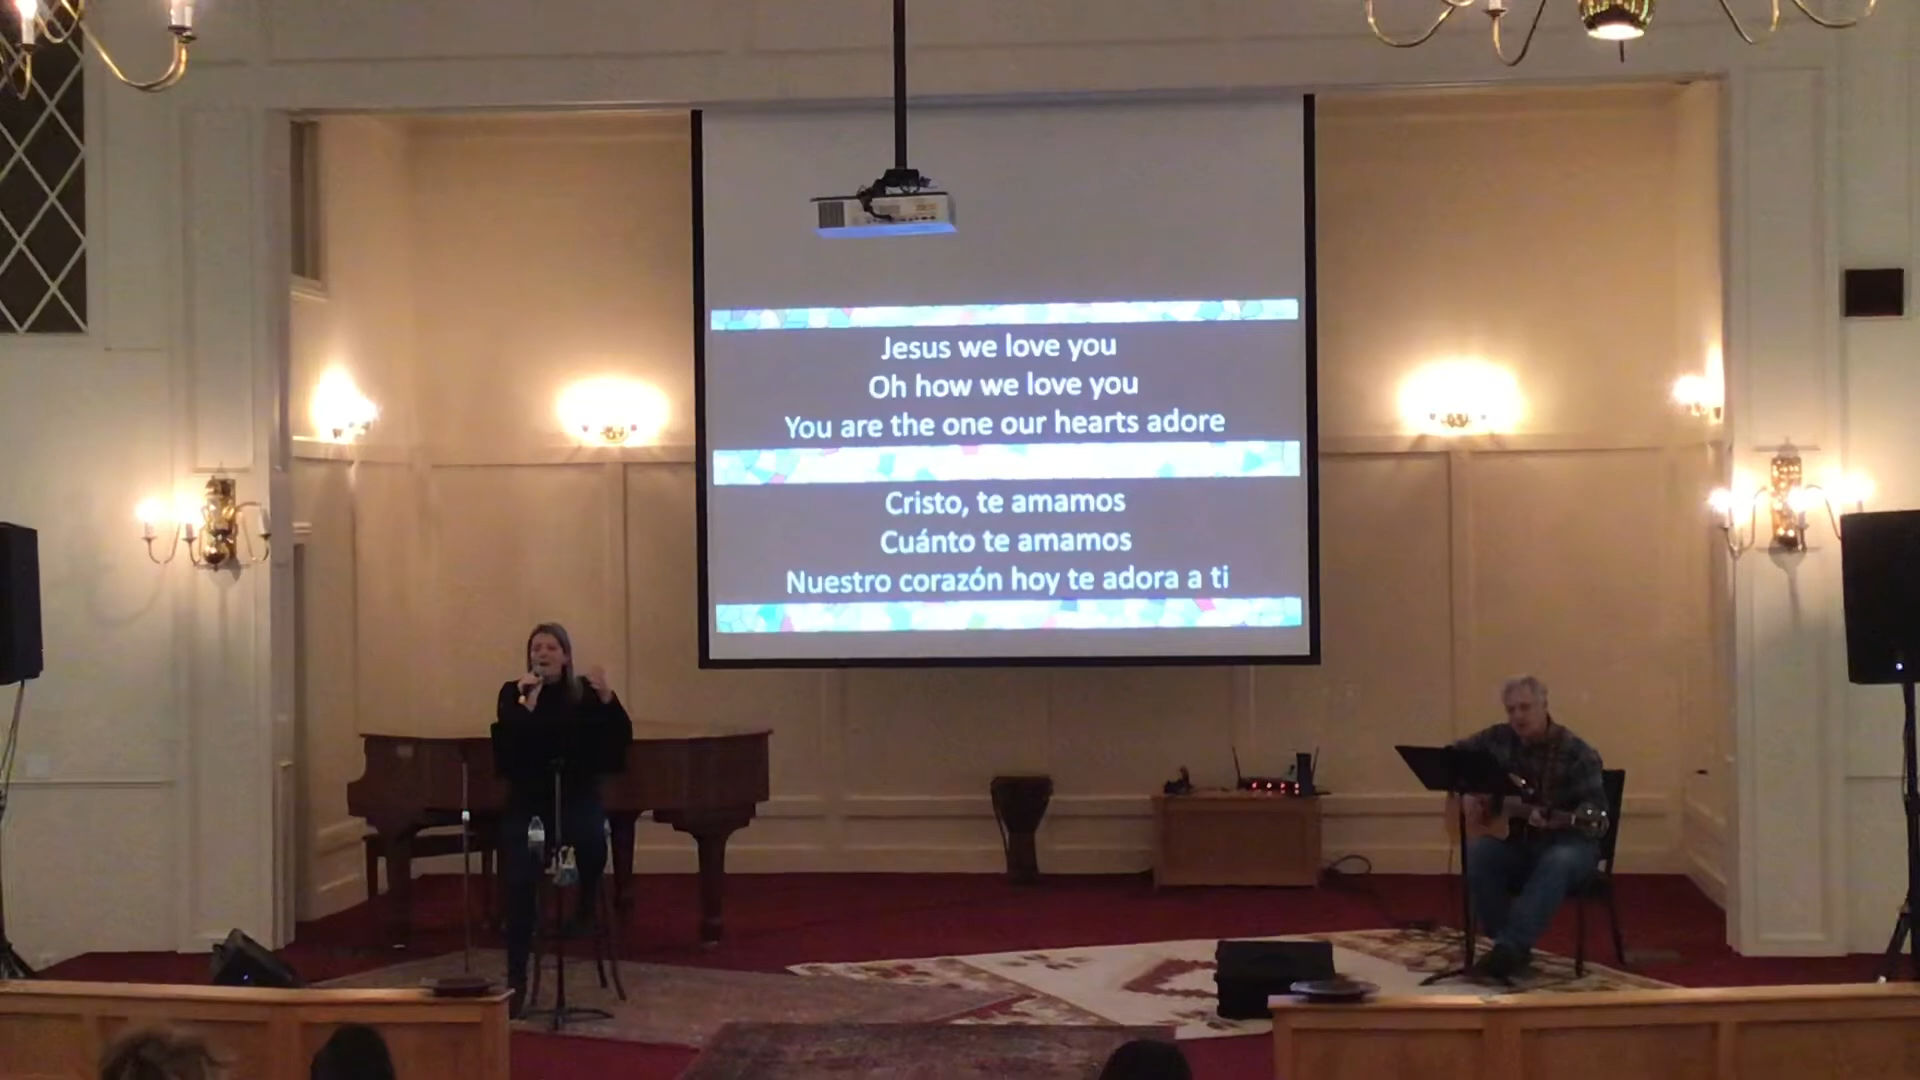 Jesus we love you
Oh how we love you
You are the one our hearts adore
Cristo, te amamos
Cuánto te amamos
Nuestro corazón hoy te adora a ti